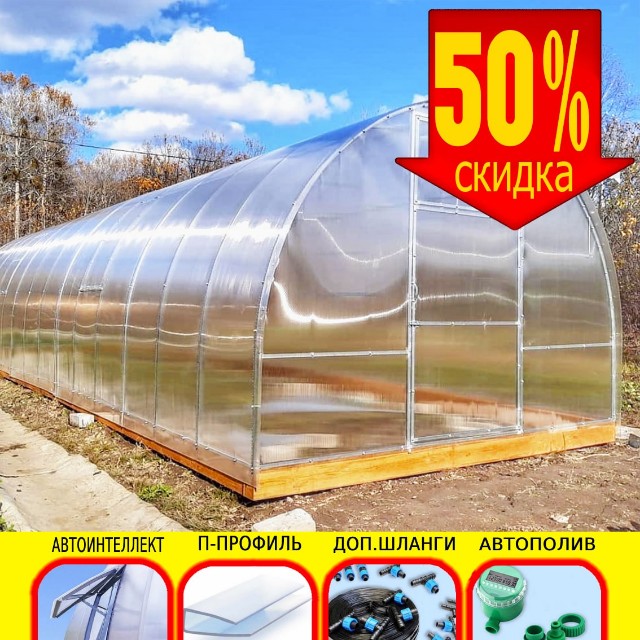 50%
скидка
АВТОИНТЕЛЛЕКТ
П-ПРОФИЛЬ
ДОП.ШЛАНГИ
АВТОПОЛИВ